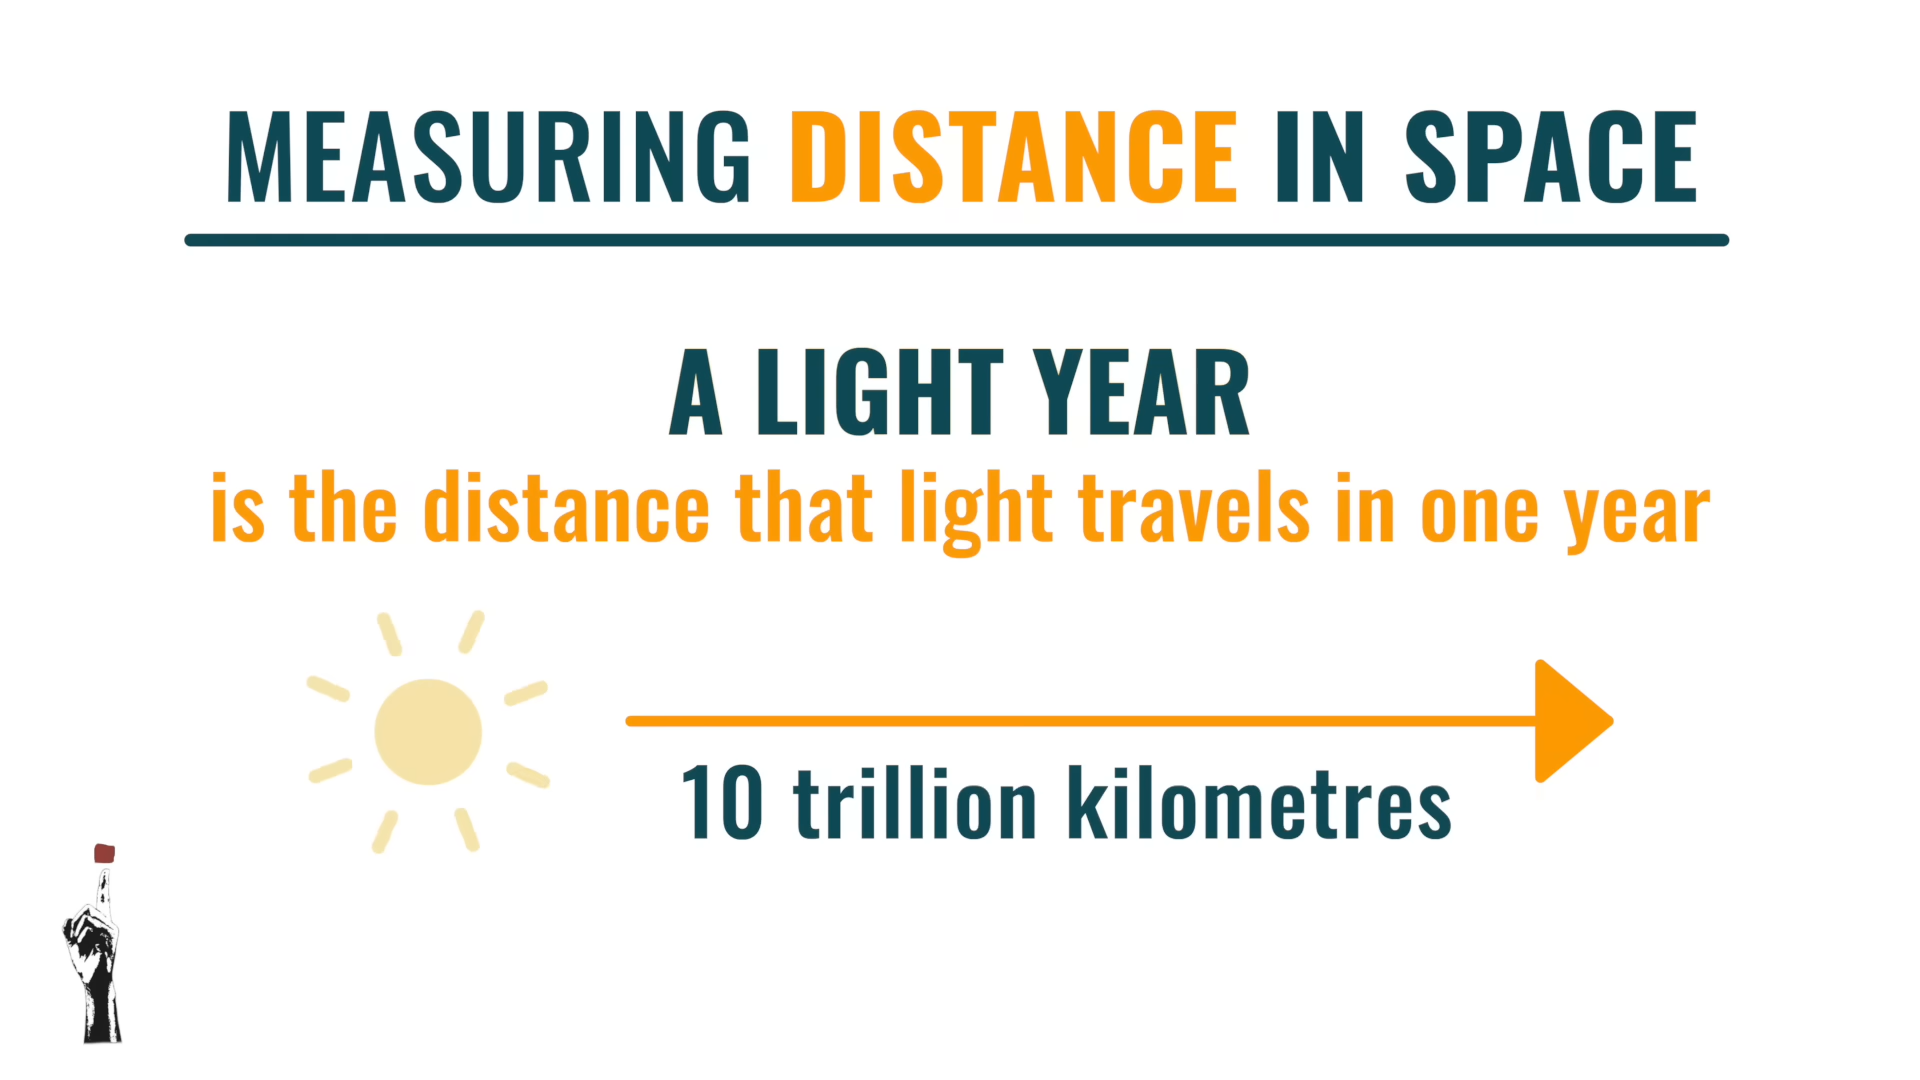 MEASURING DISTANCE IN SPACE
A LIGHT YEAR
is the distance that light travels in one year
10 trillion kilometres